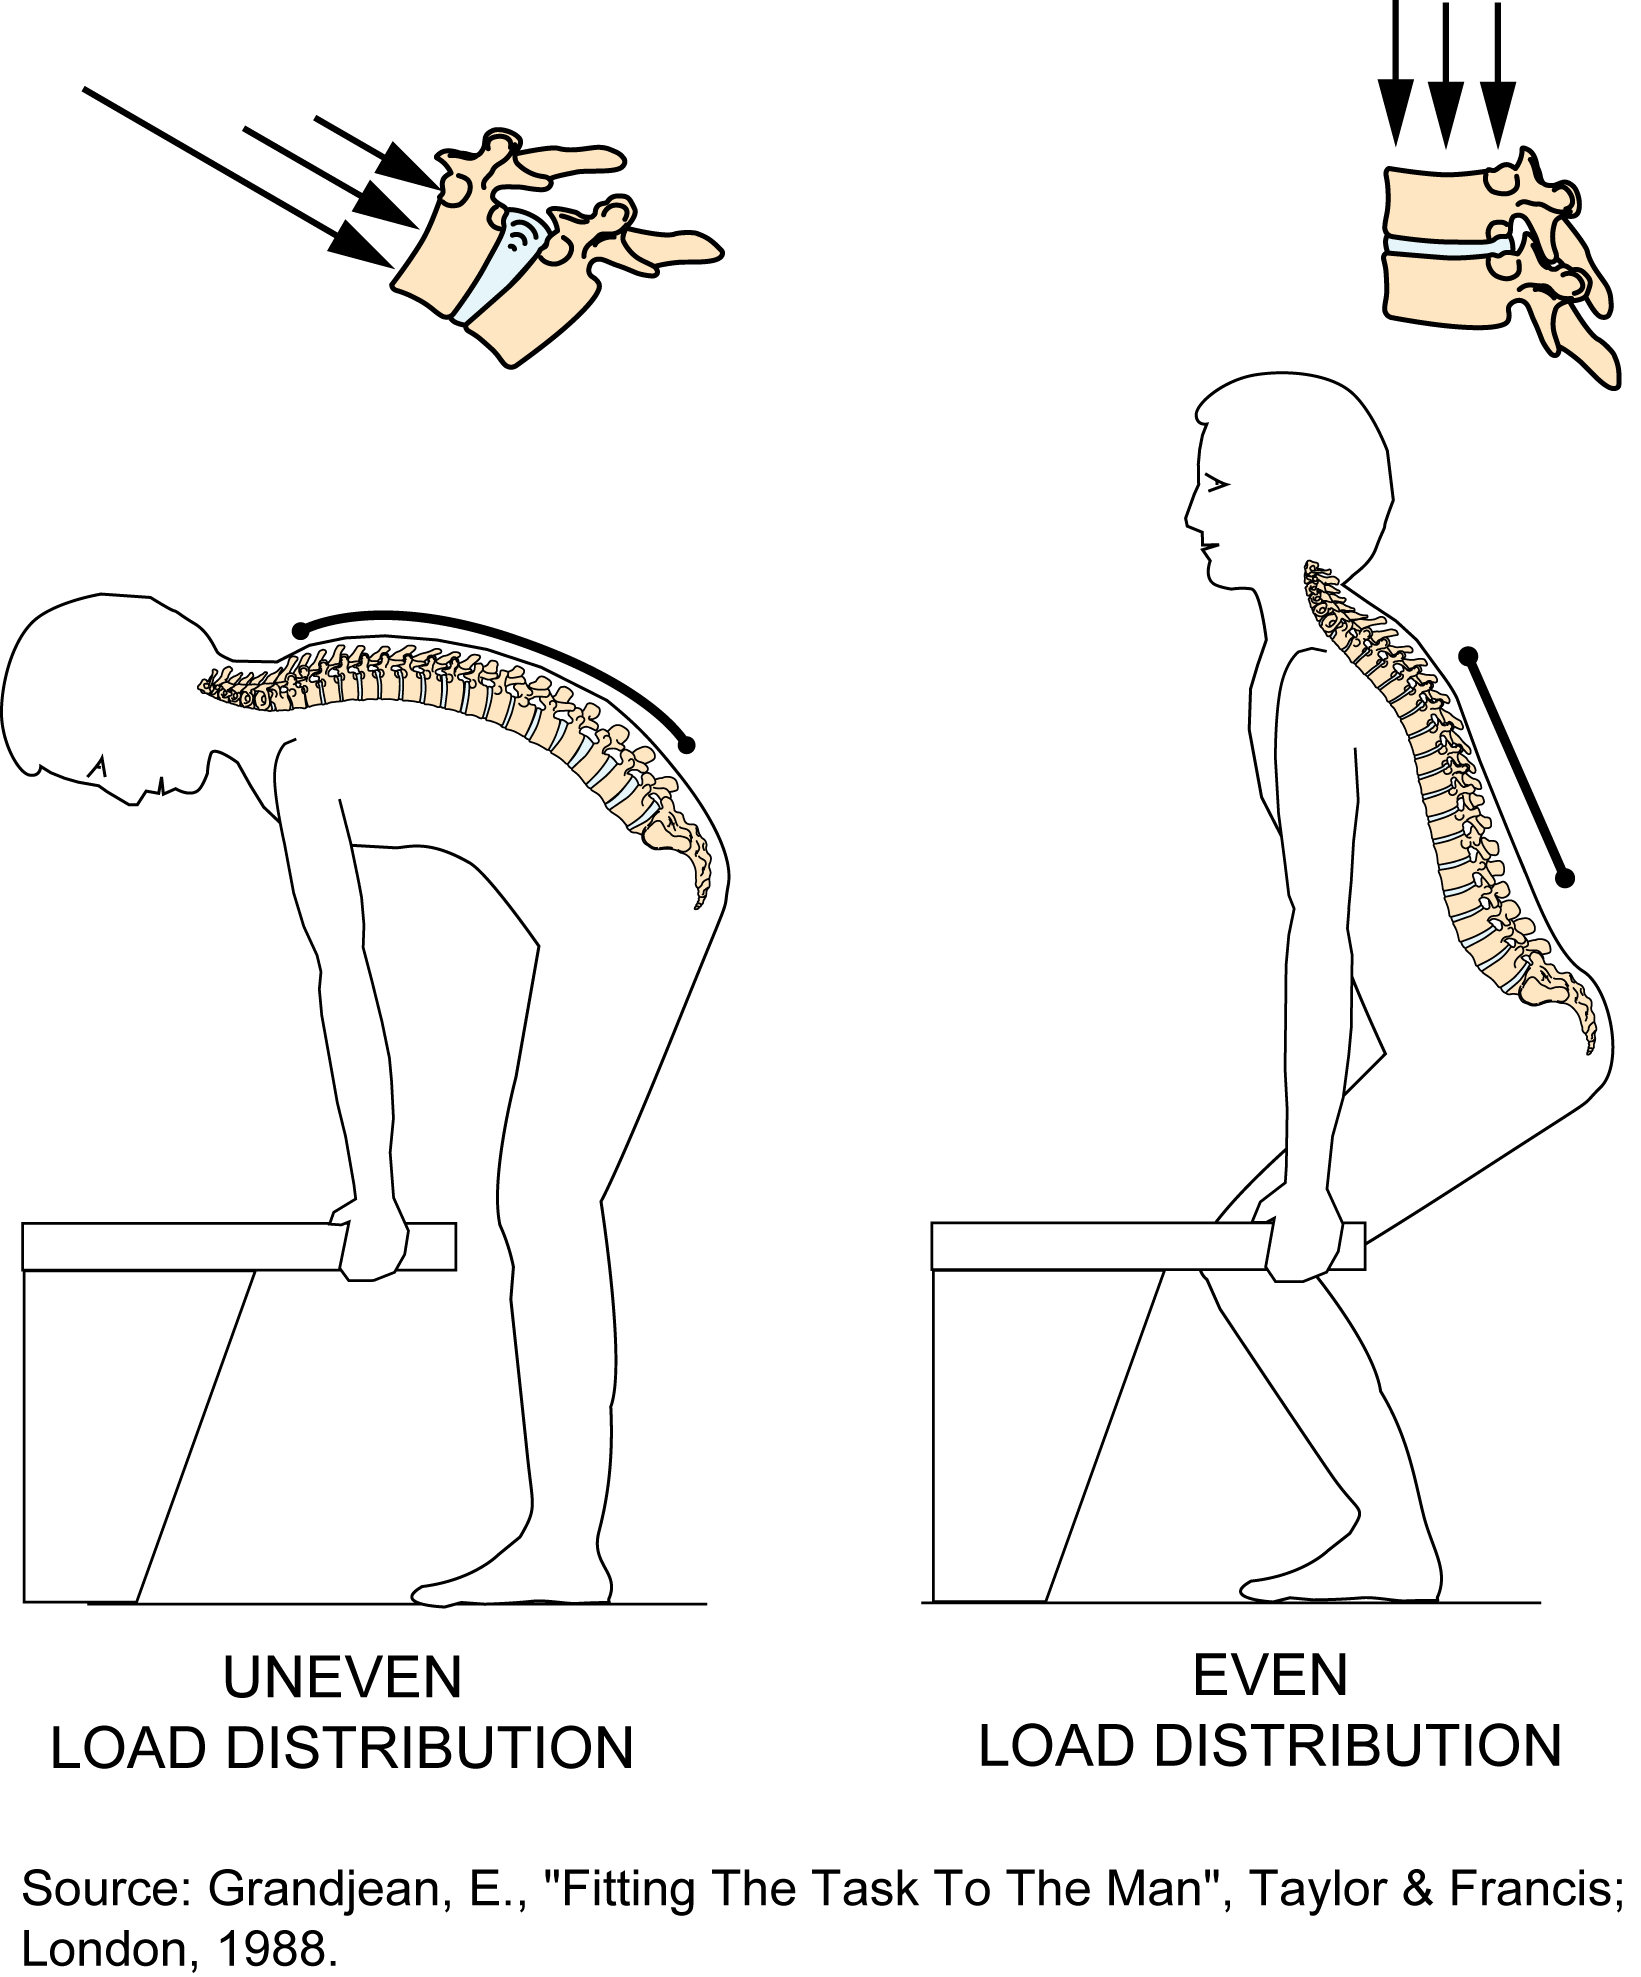 UNEVEN
LOAD DISTRIBUTION
EVEN
LOAD DISTRIBUTION
Source: Grandjean, E., "Fitting The Task To The Man", Taylor & Francis;
London, 1988.